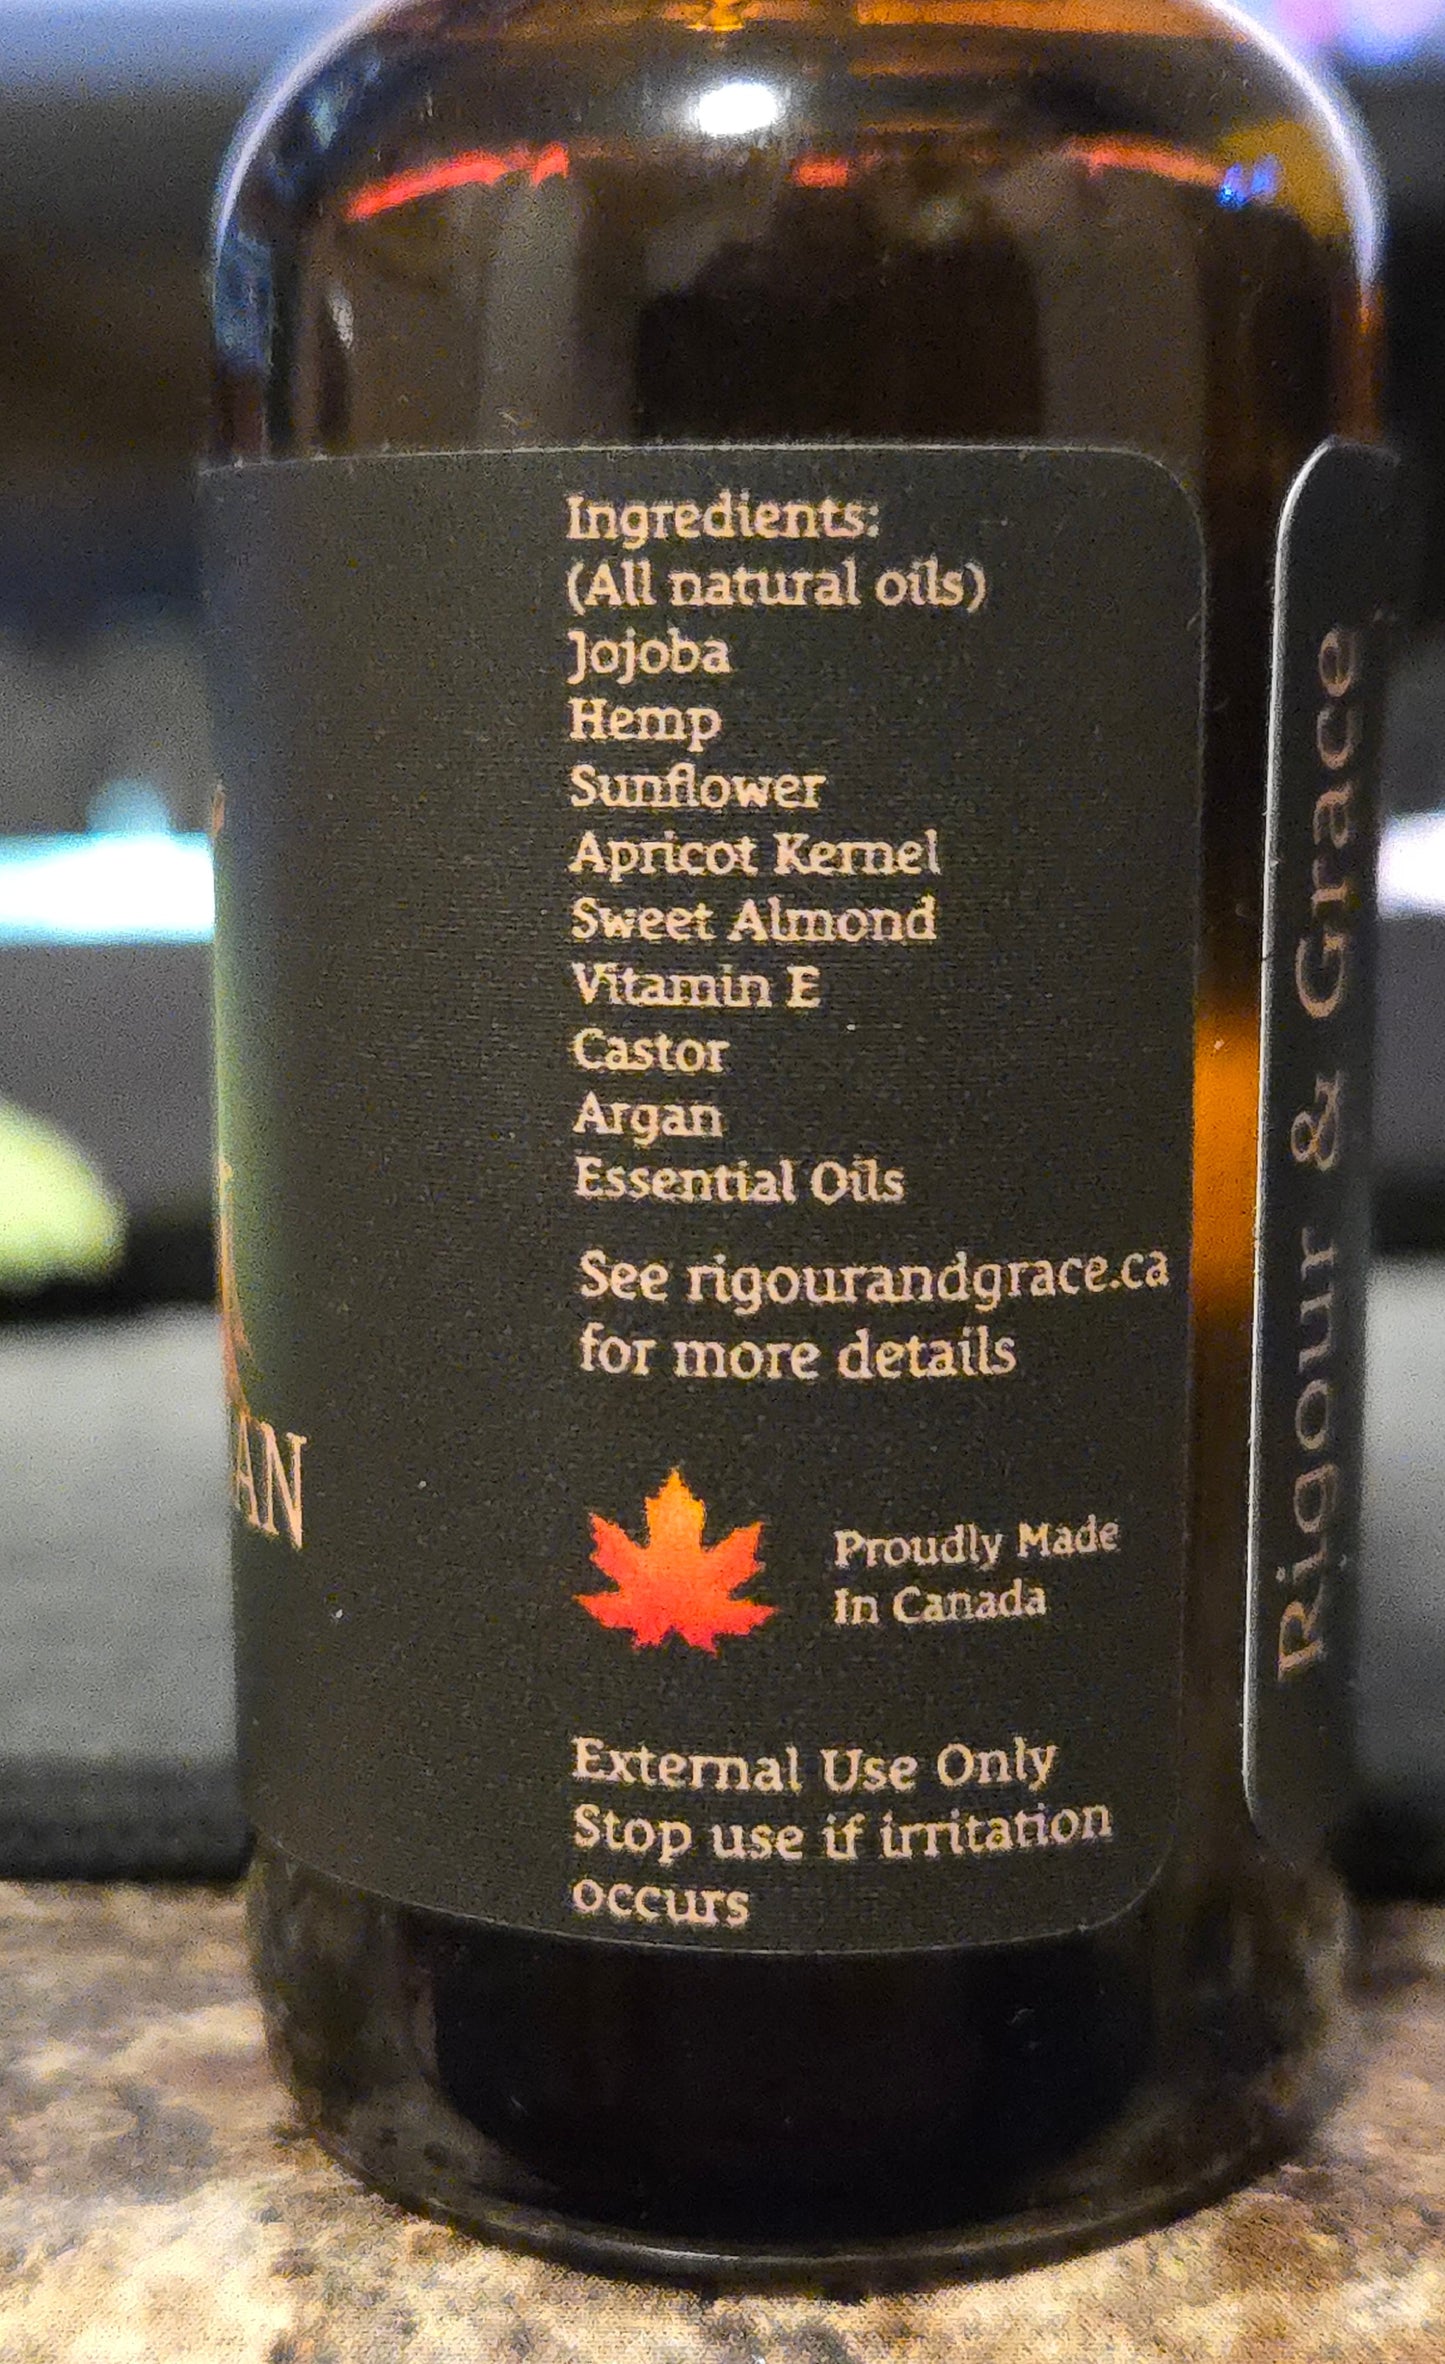 Ingredients:
(All natural oils)
Jojoba
Hemp
Sunflower
Apricot Kernel
Sweet Almond
Vitamin E
Castor
Argan
Essential Oils
See rigourandgrace.ca
for more details
Proudly Made
In Canada
External Use Only
Stop use if irritation
occurs
AN
Rigour & Grace